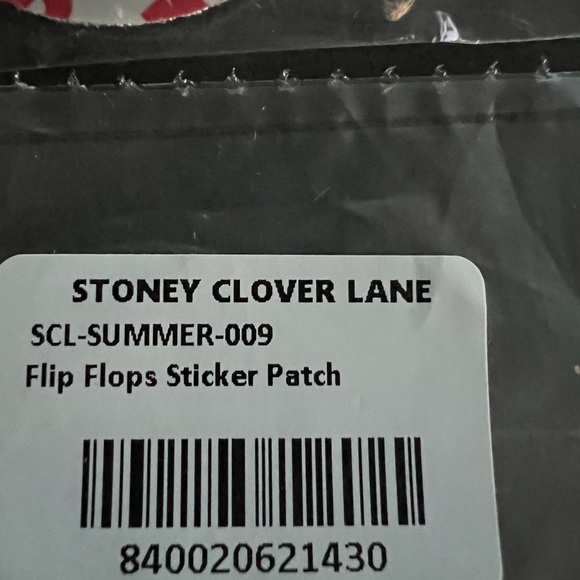 STONEY CLOVER LANE
SCL-SUMMER-009
Flip Flops Sticker Patch
840020621430